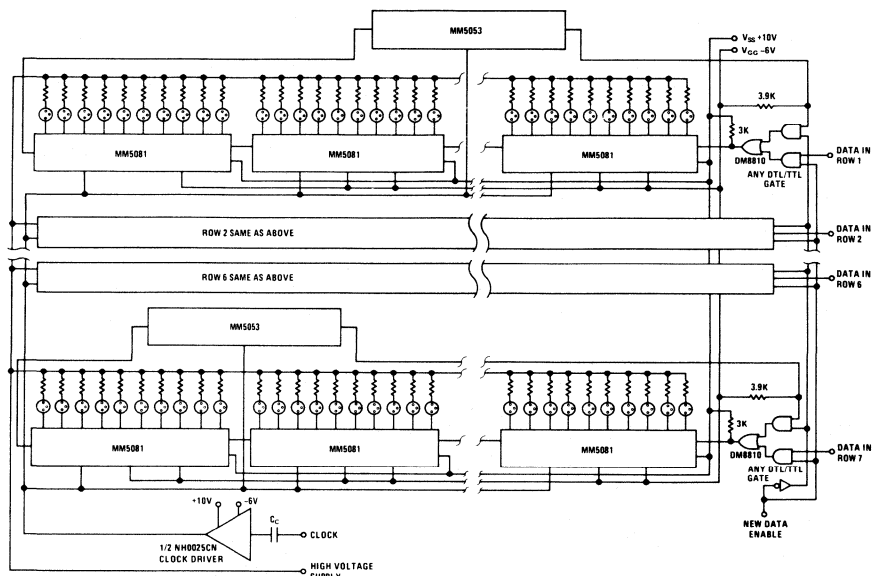 MM5053
VSS +10V
VGG -6V
3.9K
3K
MM5081
MM5081
MM5081
DM8810
ANY DTL/TTL
GATE
DATA IN
ROW 1
ROW 2 SAME AS ABOVE
DATA IN
ROW 2
ROW 6 SAME AS ABOVE
DATA IN
ROW 6
MM5053
3.9K
3K
MM5081
MM5081
MM5081
DM8810
ANY DTL/TTL
GATE
DATA IN
ROW 7
+10V
-6V
CC
CLOCK
1/2 NH0025CN
CLOCK DRIVER
NEW DATA
ENABLE
HIGH VOLTAGE